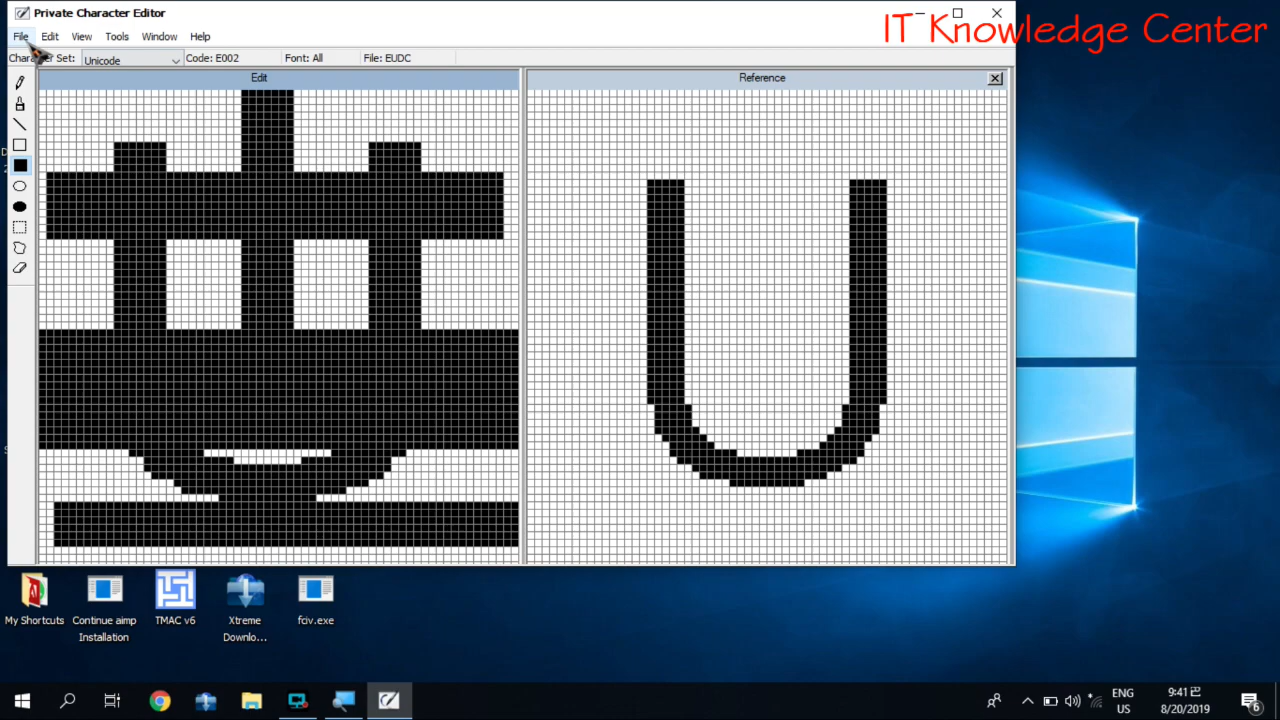 Private Character Editor
IT Knowledge Center
File Edit View Tools Window Help
Character Set: Unicode Code: E002 Font: All File: EUDC
Edit
Reference
U
My Shortcuts
Continue aimp
Installation
TMAC v6
Xtreme
Downlo...
fciv.exe
ENG
US
9:41 巴
8/20/2019
6